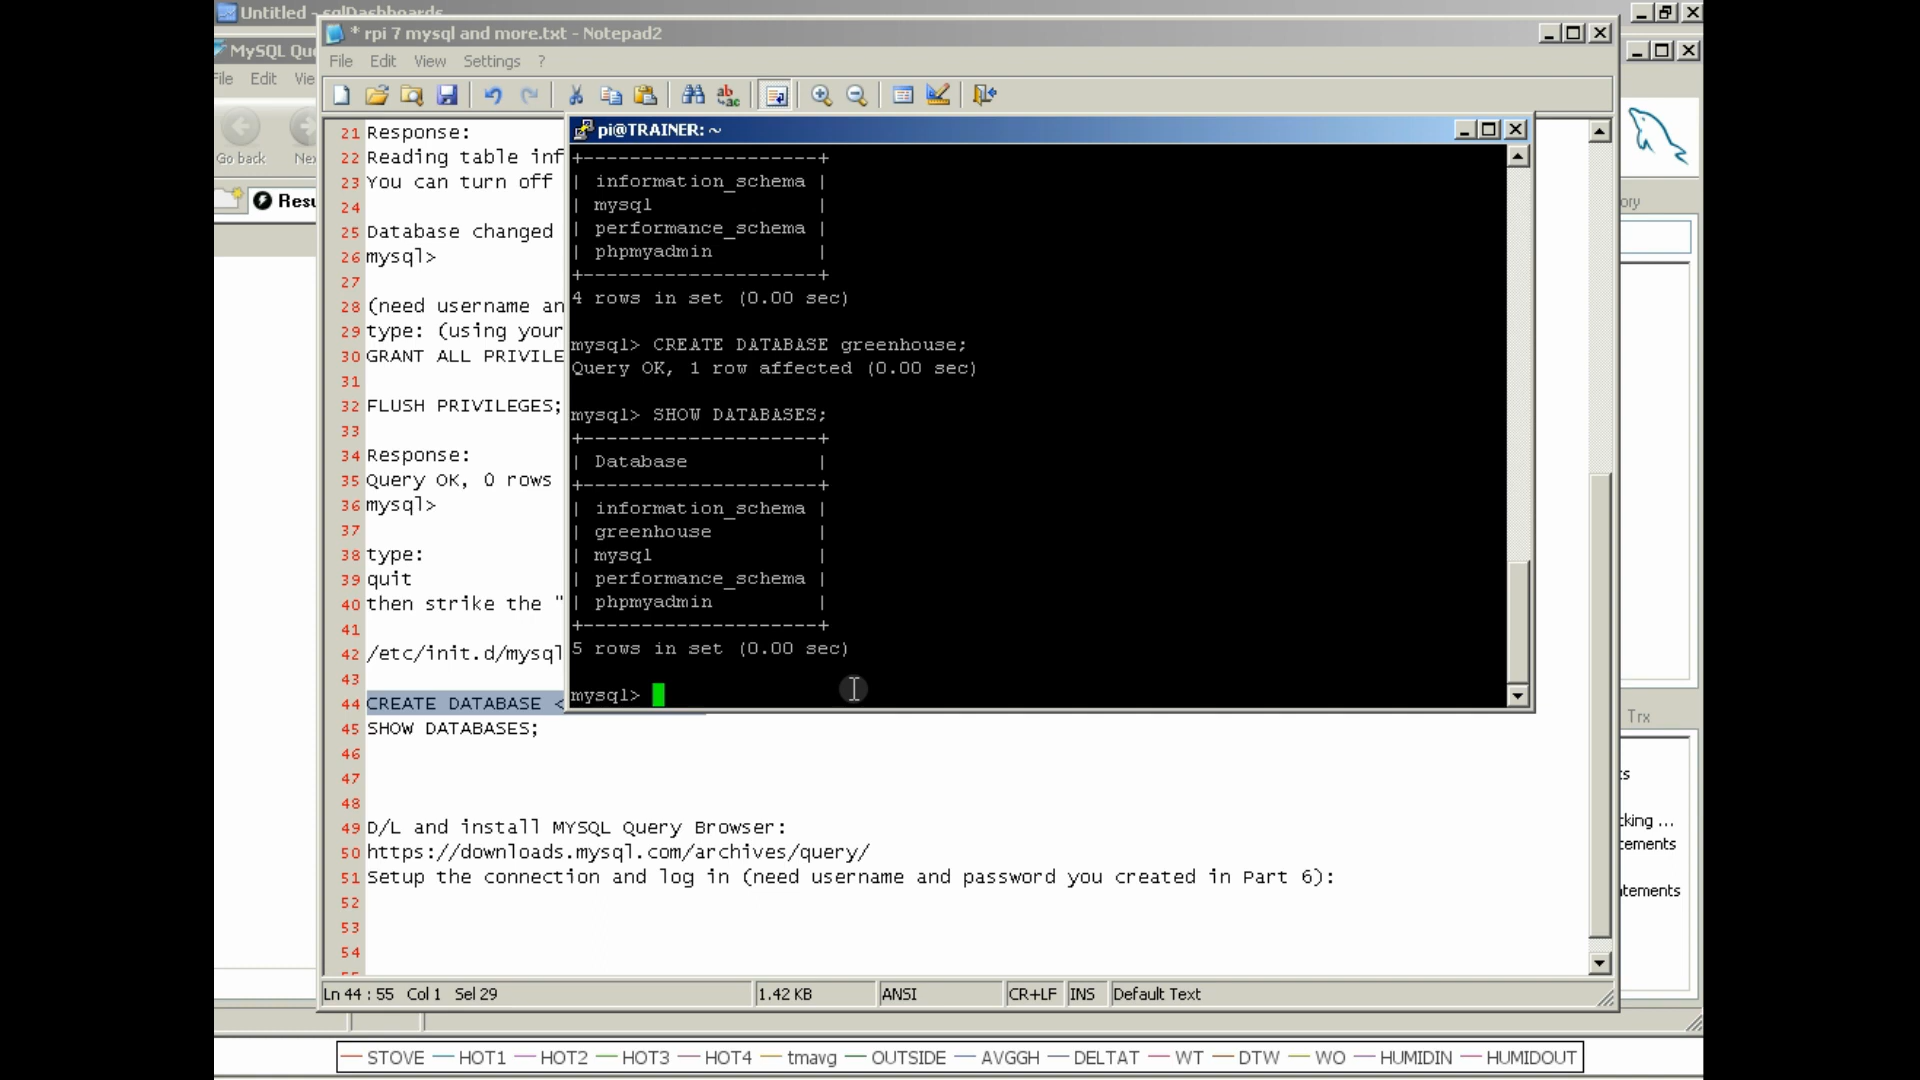 Untitled - sqlDashboards
* rpi 7 mysql and more.txt - Notepad2
MySQL Qu
File Edit View Settings ?
File Edit Vie
Go back Nex
Resu
pi@TRAINER: ~
21 Response:
22 Reading table inf
23 You can turn off
24
25 Database changed
26 mysql>
27
28 (need username an
29 type: (using your
30 GRANT ALL PRIVILE
31
32 FLUSH PRIVILEGES;
33
34 Response:
35 Query OK, 0 rows
36 mysql>
37
38 type:
39 quit
40 then strike the "
41
42 /etc/init.d/mysql
43
44 CREATE DATABASE <
45 SHOW DATABASES;
46
47
48
49 D/L and install MYSQL Query Browser:
50 https://downloads.mysql.com/archives/query/
51 Setup the connection and log in (need username and password you created in Part 6):
52
53
54
+--------------------+
| information_schema |
| mysql              |
| performance_schema |
| phpmyadmin         |
+--------------------+
4 rows in set (0.00 sec)
mysql> CREATE DATABASE greenhouse;
Query OK, 1 row affected (0.00 sec)
mysql> SHOW DATABASES;
+--------------------+
| Database           |
+--------------------+
| information_schema |
| greenhouse         |
| mysql              |
| performance_schema |
| phpmyadmin         |
+--------------------+
5 rows in set (0.00 sec)
mysql>
ory
Trx
ts
cking ...
tements
atements
Ln 44 : 55 Col 1 Sel 29 1.42 KB ANSI CR+LF INS Default Text
STOVE HOT1 HOT2 HOT3 HOT4 tmavg OUTSIDE AVGGH DELTAT WT DTW WO HUMIDIN HUMIDOUT